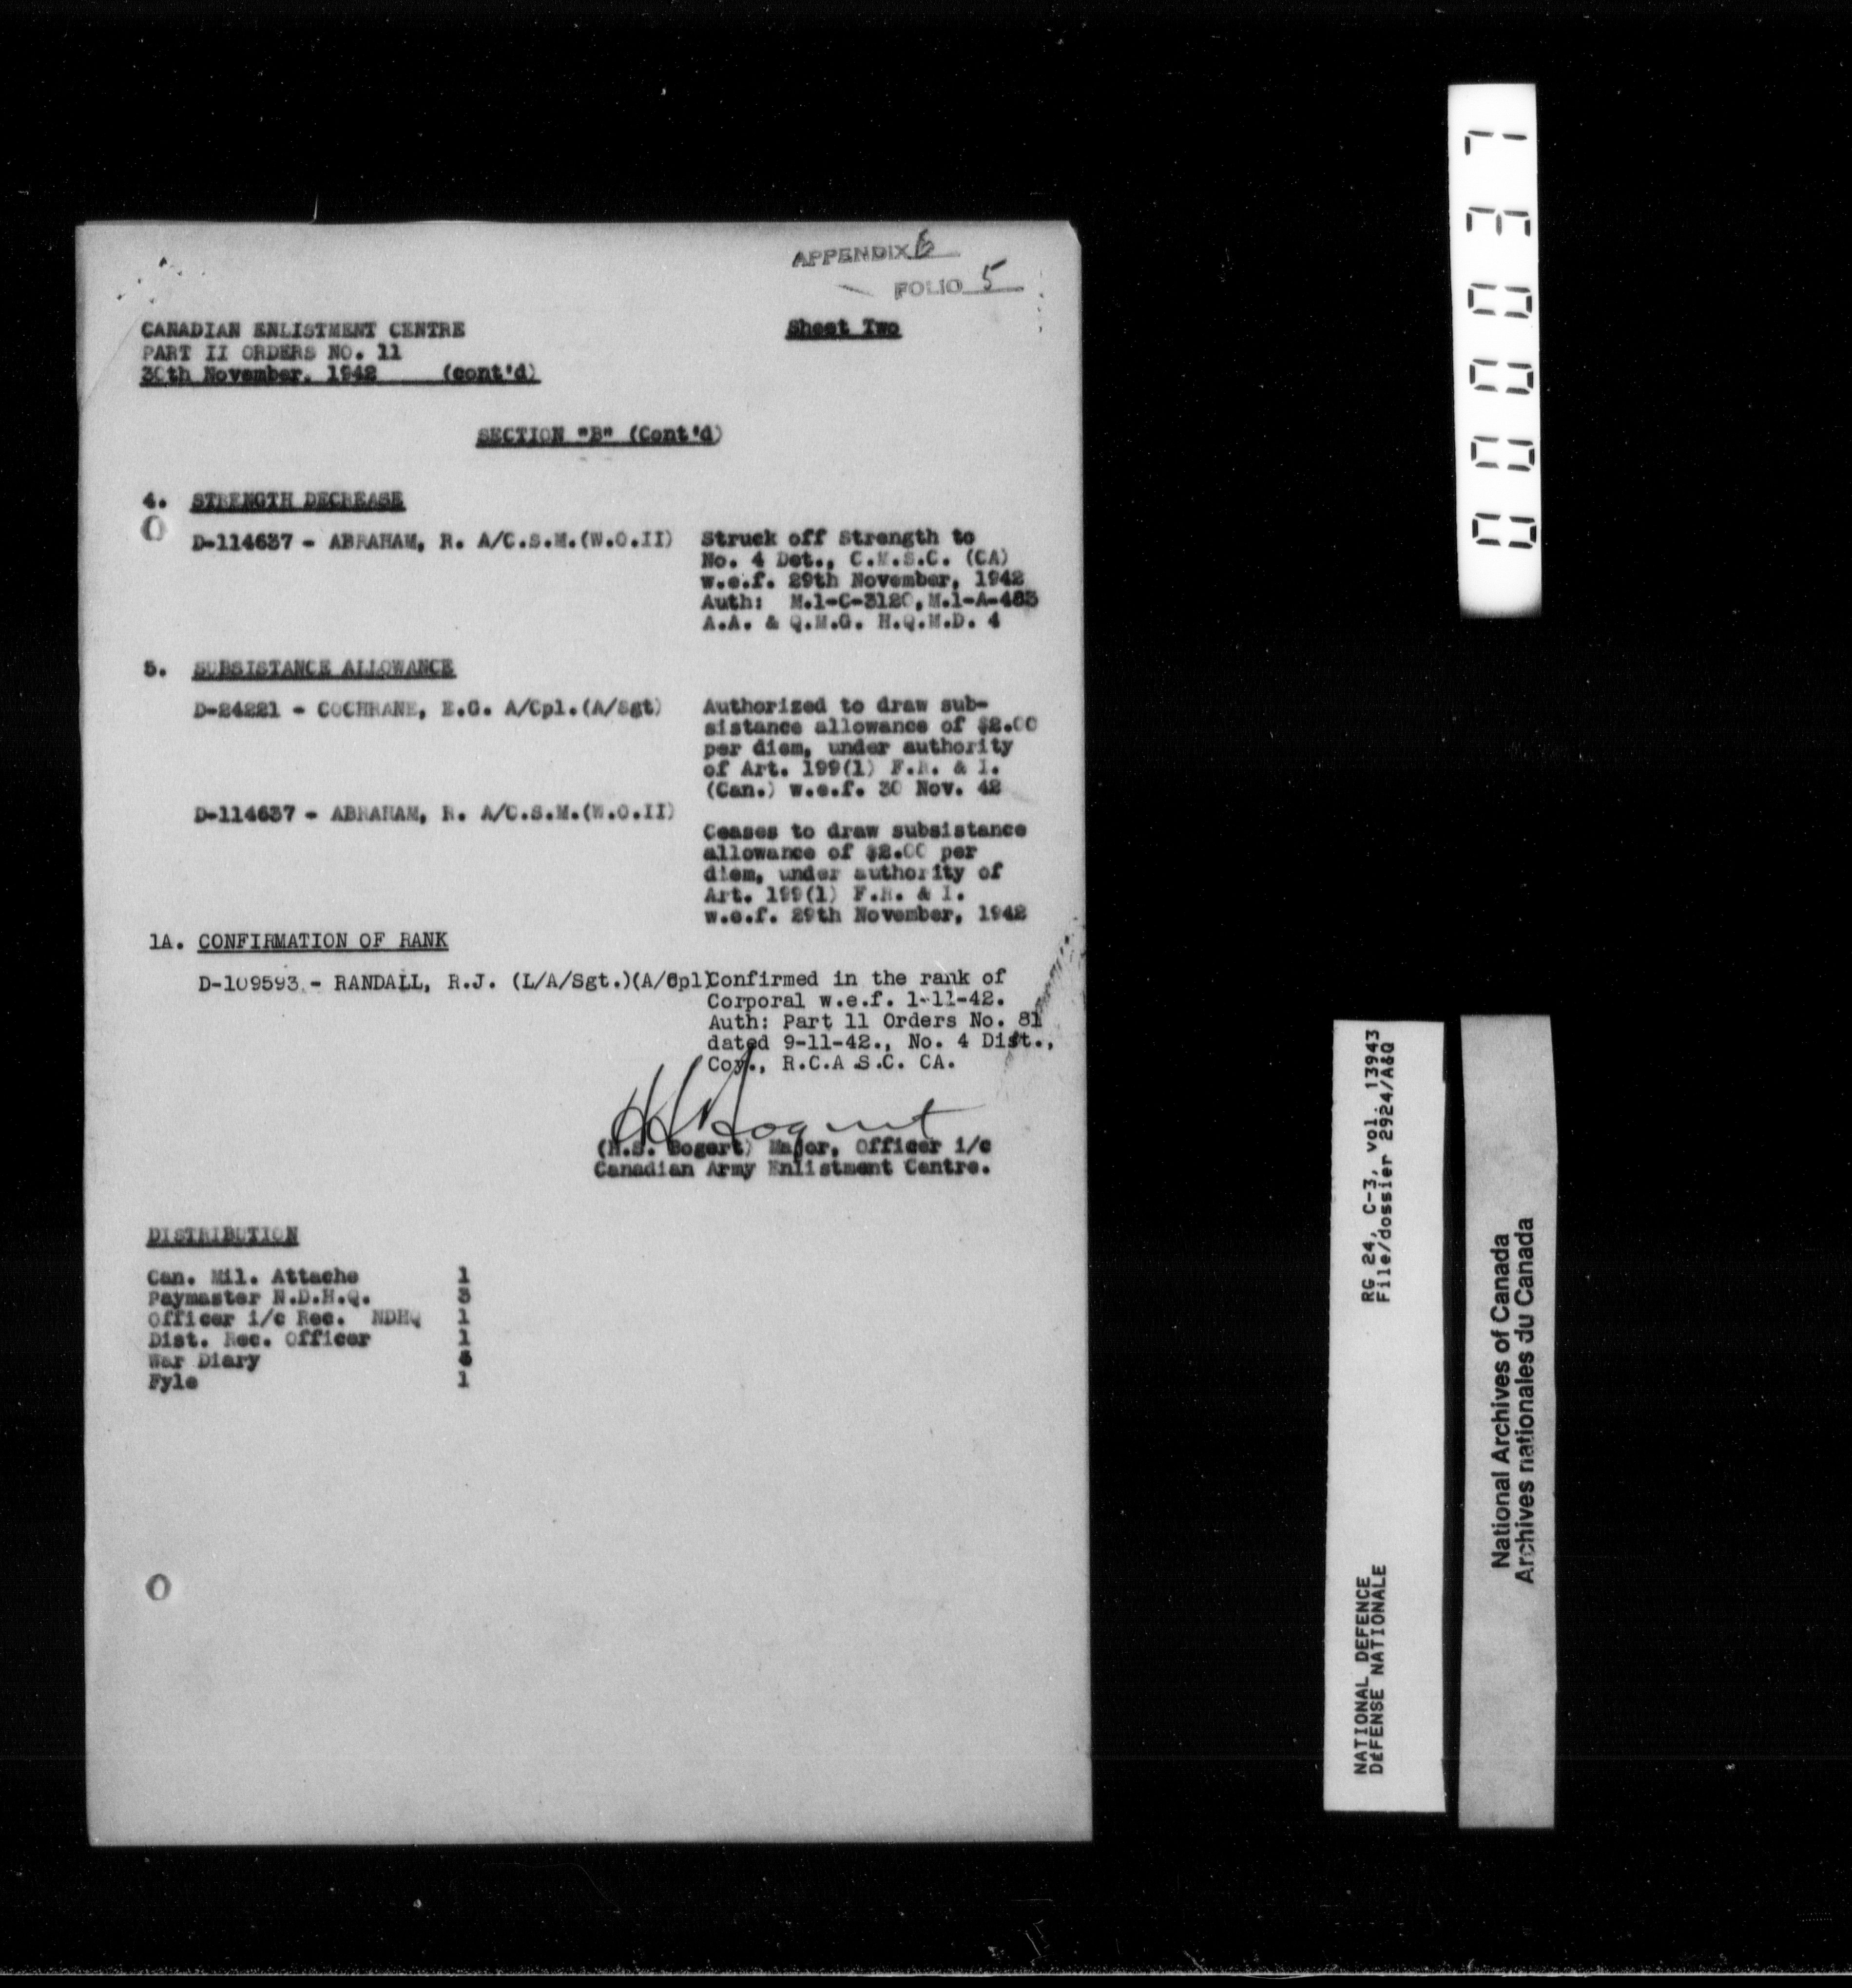 APPENDIX 6
FOLIO 5
CANADIAN ENLISTMENT CENTRE
Sheet Two
PART II ORDERS NO. 11
30th November, 1942 (cont'd)
SECTION "B" (Cont'd)
4. STRENGTH DECREASE
D-114637 - ABRAHAM, R. A/C.S.M.(W.O.II)
Struck off Strength to
No. 4 Det., C.M.S.C. (CA)
w.e.f. 29th November, 1942
Auth: M.1-C-3120, M.1-A-483
A.A. & Q.M.G. H.Q.M.D. 4
5. SUBSISTANCE ALLOWANCE
D-24221 - COCHRANE, E.G. A/Cpl.(A/Sgt)
Authorized to draw sub-
sistance allowance of $2.00
per diem, under authority
of Art. 199(1) F.R. & I.
(Can.) w.e.f. 30 Nov. 42
D-114637 - ABRAHAM, R. A/C.S.M.(W.O.II)
Ceases to draw subsistance
allowance of $2.00 per
diem, under authority of
Art. 199(1) F.R. & I.
w.e.f. 29th November, 1942
1A. CONFIRMATION OF RANK
D-109593 - RANDALL, R.J. (L/A/Sgt.)(A/Cpl)
Confirmed in the rank of
Corporal w.e.f. 1-11-42.
Auth: Part 11 Orders No. 81
dated 9-11-42., No. 4 Dist.,
Coy., R.C.A.S.C. CA.
(H.S. Bogert) Major, Officer i/c
Canadian Army Enlistment Centre.
DISTRIBUTION
Can. Mil. Attache 1
Paymaster N.D.H.Q. 3
Officer i/c Rec. NDHQ 1
Dist. Rec. Officer 1
War Diary
Fyle 1
000037
RG 24, C-3, vol. 13943
File/dossier 2924/A&Q
NATIONAL DEFENCE
DÉFENSE NATIONALE
National Archives of Canada
Archives nationales du Canada